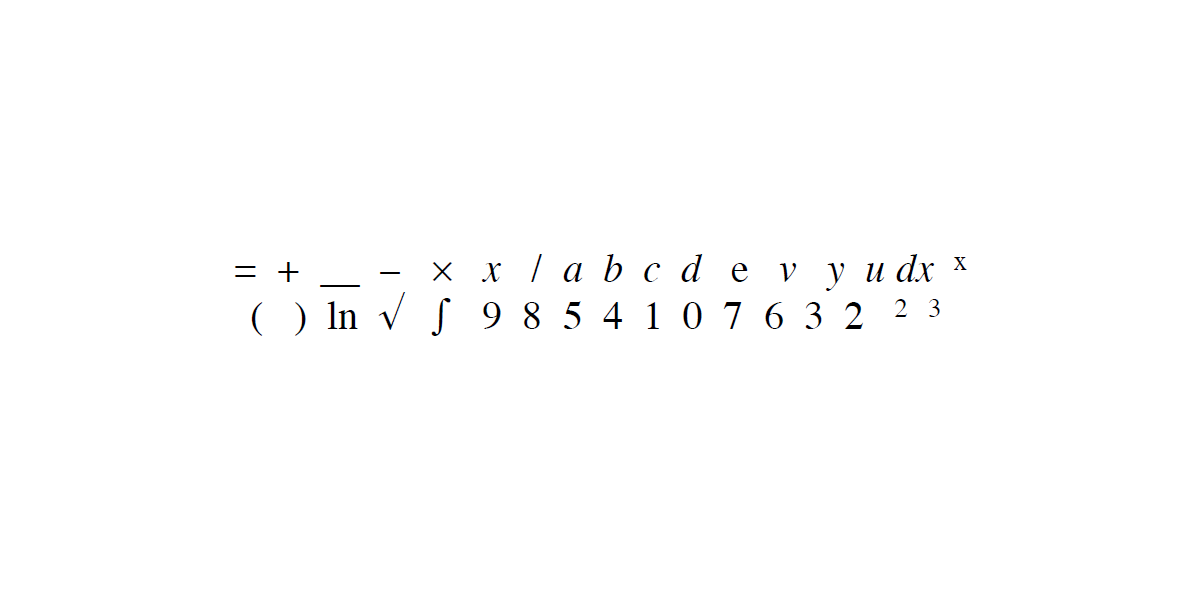 = + __ – × x / a b c d e v y u dx ˣ
( ) ln √ ∫ 9 8 5 4 1 0 7 6 3 2 ² ³